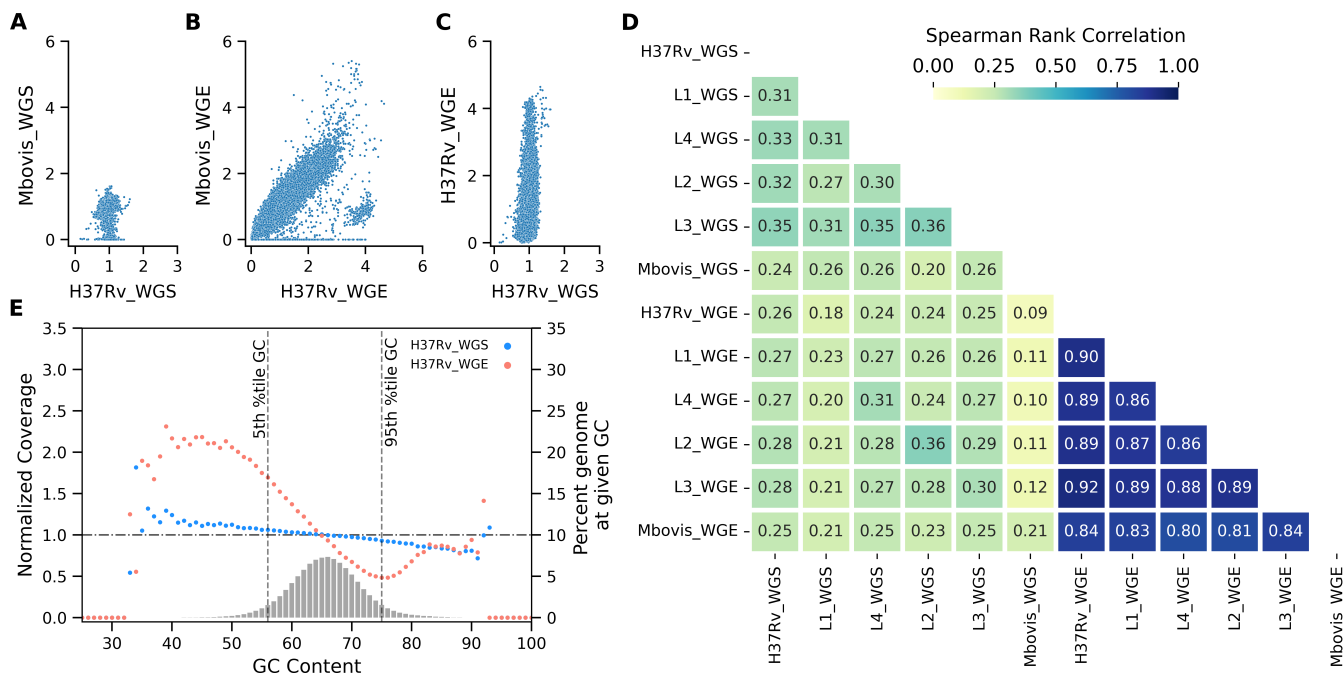 A
B
C
D
6
4
2
0
Mbovis_WGS
0 1 2 3
H37Rv_WGS
6
4
2
0
Mbovis_WGE
0 2 4 6
H37Rv_WGE
6
4
2
0
H37Rv_WGE
0 1 2 3
H37Rv_WGS
Spearman Rank Correlation
0.00 0.25 0.50 0.75 1.00
H37Rv_WGS
L1_WGS 0.31
L4_WGS 0.33 0.31
L2_WGS 0.32 0.27 0.30
L3_WGS 0.35 0.31 0.35 0.36
Mbovis_WGS 0.24 0.26 0.26 0.20 0.26
H37Rv_WGE 0.26 0.18 0.24 0.24 0.25 0.09
L1_WGE 0.27 0.23 0.27 0.26 0.26 0.11 0.90
L4_WGE 0.27 0.20 0.31 0.24 0.27 0.10 0.89 0.86
L2_WGE 0.28 0.21 0.28 0.36 0.29 0.11 0.89 0.87 0.86
L3_WGE 0.28 0.21 0.27 0.28 0.30 0.12 0.92 0.89 0.88 0.89
Mbovis_WGE 0.25 0.21 0.25 0.23 0.25 0.21 0.84 0.83 0.80 0.81 0.84
H37Rv_WGS
L1_WGS
L4_WGS
L2_WGS
L3_WGS
Mbovis_WGS
H37Rv_WGE
L1_WGE
L4_WGE
L2_WGE
L3_WGE
Mbovis_WGE
E
3.5
3.0
2.5
2.0
1.5
1.0
0.5
0.0
Normalized Coverage
5th %tile GC
95th %tile GC
H37Rv_WGS
H37Rv_WGE
35
30
25
20
15
10
5
0
Percent genome
at given GC
30 40 50 60 70 80 90 100
GC Content